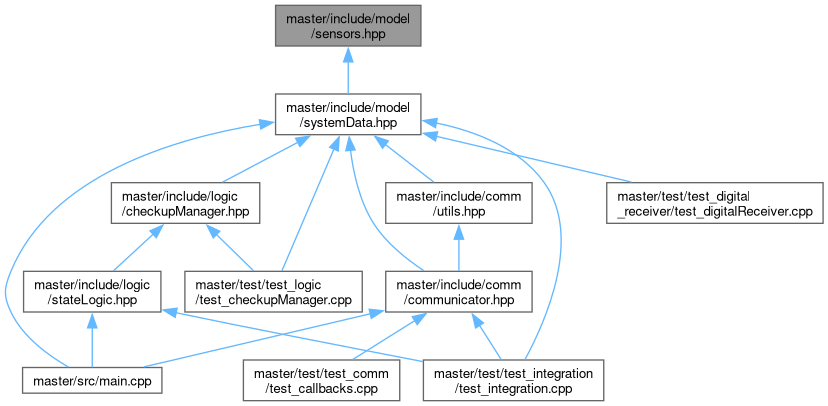 master/include/model
/sensors.hpp
master/include/model
/systemData.hpp
master/include/logic
/checkupManager.hpp
master/include/comm
/utils.hpp
master/test/test_digital
_receiver/test_digitalReceiver.cpp
master/include/logic
/stateLogic.hpp
master/test/test_logic
/test_checkupManager.cpp
master/include/comm
/communicator.hpp
master/src/main.cpp
master/test/test_comm
/test_callbacks.cpp
master/test/test_integration
/test_integration.cpp